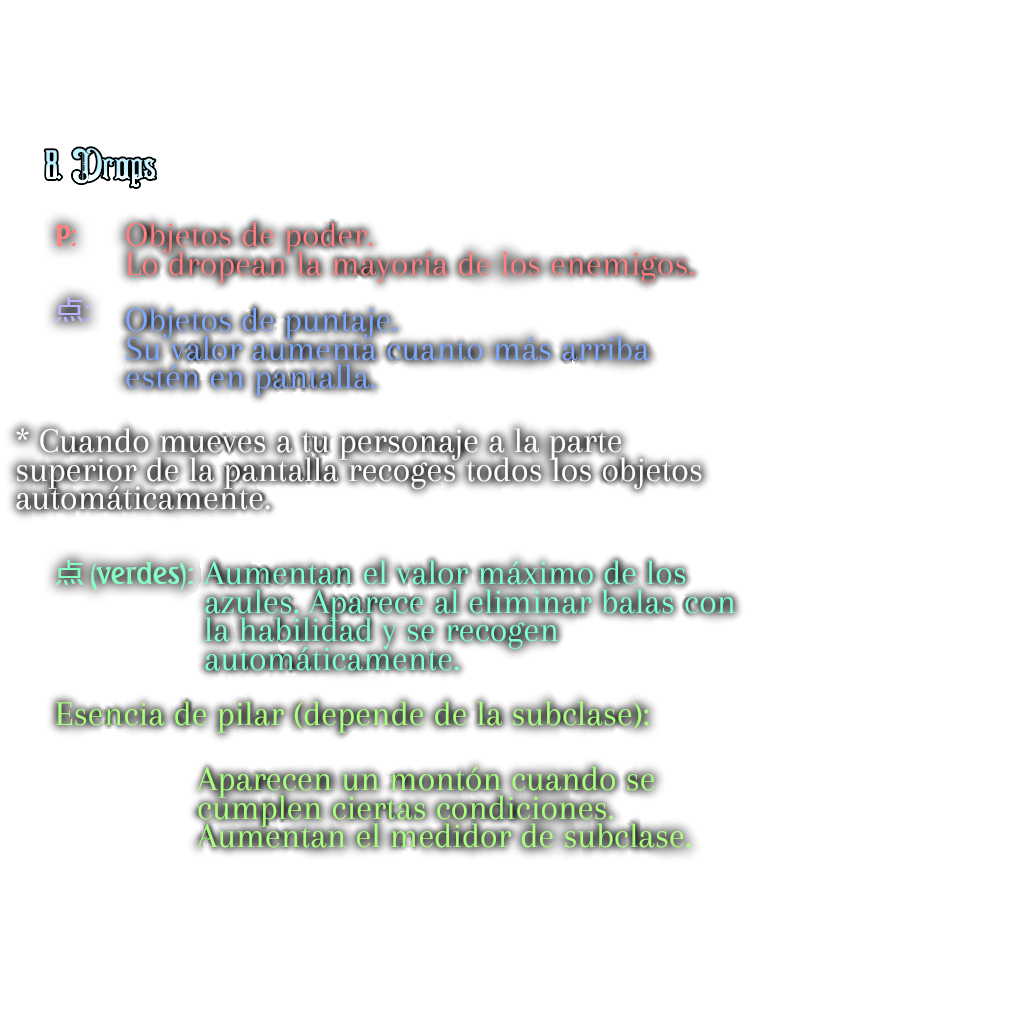 8. Drops
P: Objetos de poder.
Lo dropean la mayoría de los enemigos.
点: Objetos de puntaje.
Su valor aumenta cuanto más arriba
estén en pantalla.
* Cuando mueves a tu personaje a la parte
superior de la pantalla recoges todos los objetos
automáticamente.
点 (verdes): Aumentan el valor máximo de los
azules. Aparece al eliminar balas con
la habilidad y se recogen
automáticamente.
Esencia de pilar (depende de la subclase):
Aparecen un montón cuando se
cumplen ciertas condiciones.
Aumentan el medidor de subclase.